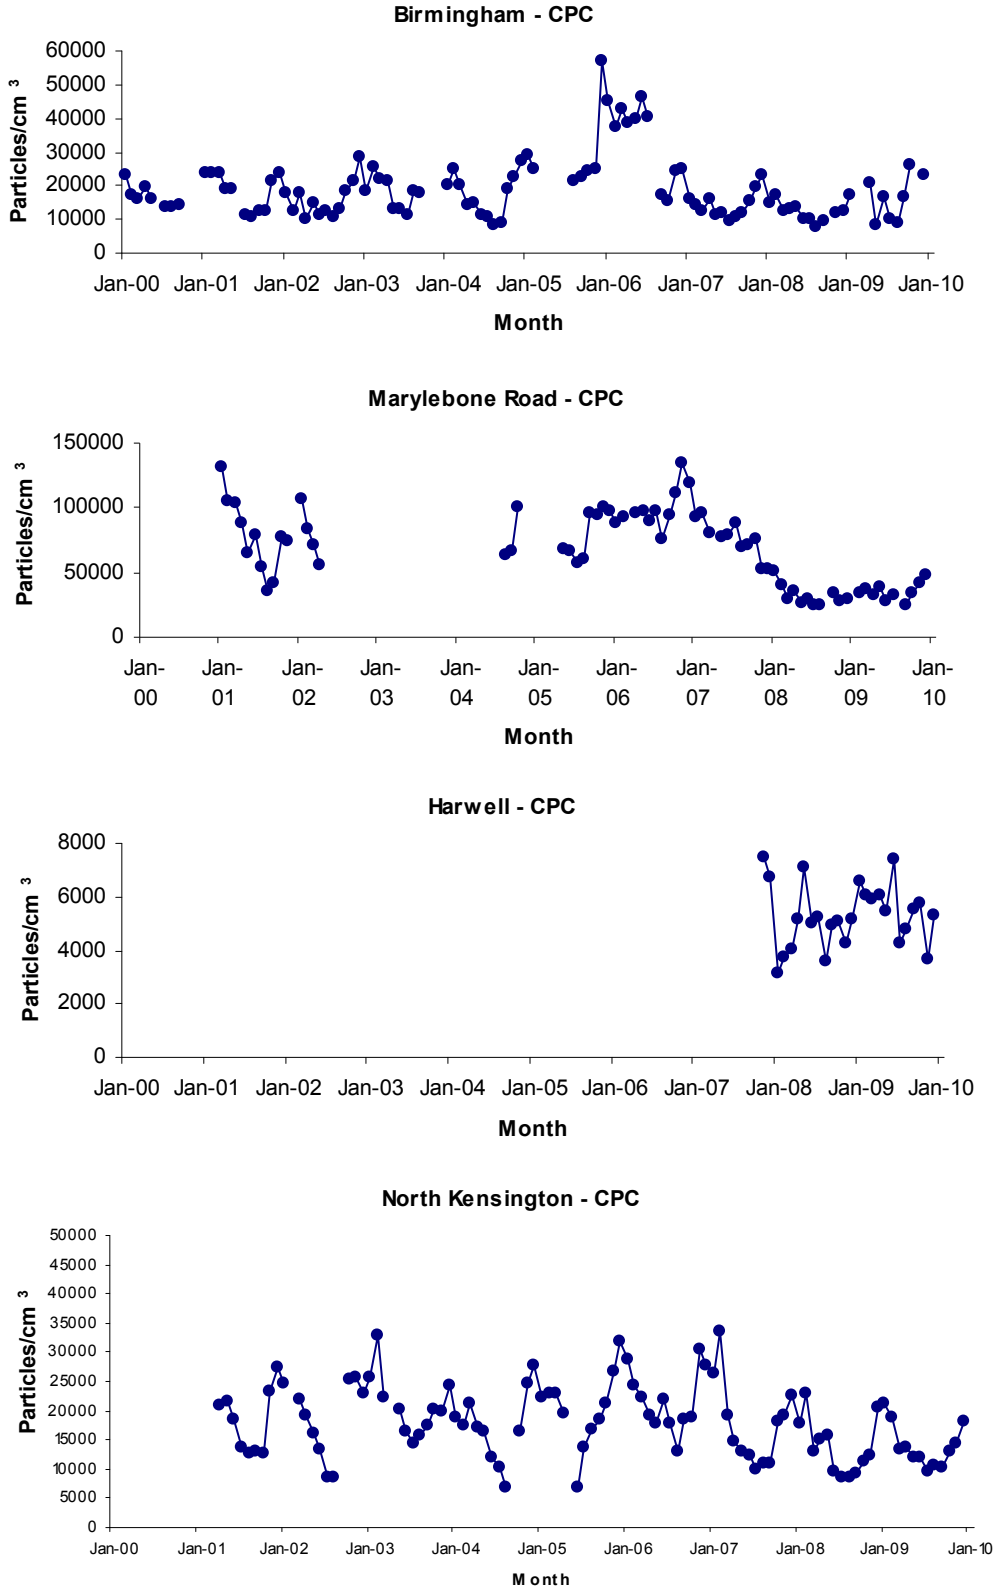 Birmingham - CPC
Particles/cm 3
60000
50000
40000
30000
20000
10000
0
Jan-00 Jan-01 Jan-02 Jan-03 Jan-04 Jan-05 Jan-06 Jan-07 Jan-08 Jan-09 Jan-10
Month
Marylebone Road - CPC
Particles/cm 3
150000
100000
50000
0
Jan- Jan- Jan- Jan- Jan- Jan- Jan- Jan- Jan- Jan- Jan-
00 01 02 03 04 05 06 07 08 09 10
Month
Harwell - CPC
Particles/cm 3
8000
6000
4000
2000
0
Jan-00 Jan-01 Jan-02 Jan-03 Jan-04 Jan-05 Jan-06 Jan-07 Jan-08 Jan-09 Jan-10
Month
North Kensington - CPC
Particles/cm 3
50000
45000
40000
35000
30000
25000
20000
15000
10000
5000
0
Jan-00 Jan-01 Jan-02 Jan-03 Jan-04 Jan-05 Jan-06 Jan-07 Jan-08 Jan-09 Jan-10
Month